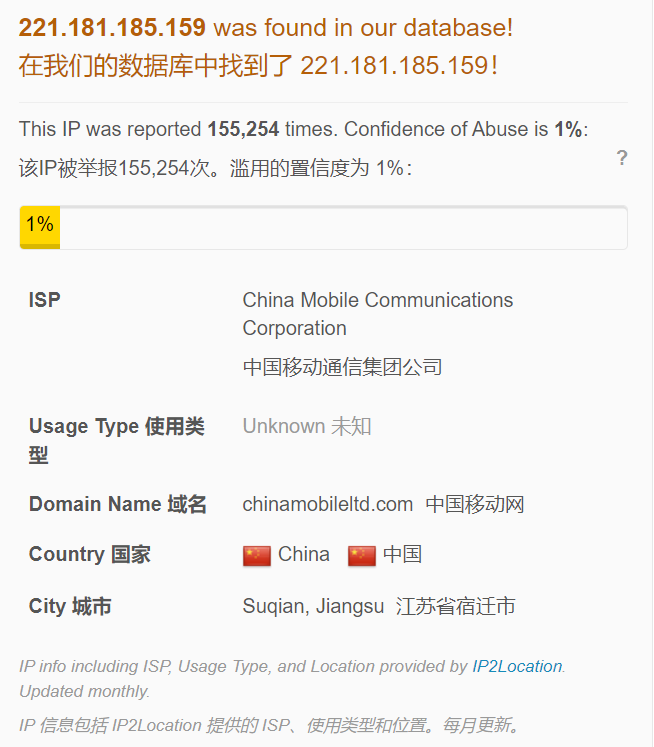 221.181.185.159 was found in our database!
在我们的数据库中找到了 221.181.185.159！
This IP was reported 155,254 times. Confidence of Abuse is 1%:
该IP被举报155,254次。滥用的置信度为 1%：
?
1%
ISP
China Mobile Communications
Corporation
中国移动通信集团公司
Usage Type 使用类
型
Unknown 未知
Domain Name 域名
chinamobileltd.com 中国移动网
Country 国家
China 中国
City 城市
Suqian, Jiangsu 江苏省宿迁市
IP info including ISP, Usage Type, and Location provided by IP2Location.
Updated monthly.
IP 信息包括 IP2Location 提供的 ISP、使用类型和位置。每月更新。